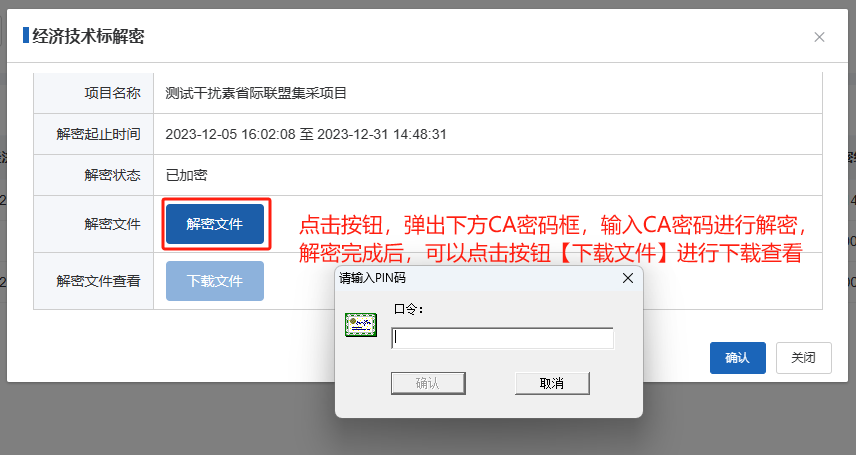 经济技术标解密
项目名称 测试干扰素省际联盟集采项目
解密起止时间 2023-12-05 16:02:08 至 2023-12-31 14:48:31
解密状态 已加密
解密文件 解密文件
点击按钮，弹出下方CA密码框，输入CA密码进行解密，
解密完成后，可以点击按钮【下载文件】进行下载查看
解密文件查看 下载文件
请输入PIN码
口令：
确认 取消
确认 关闭